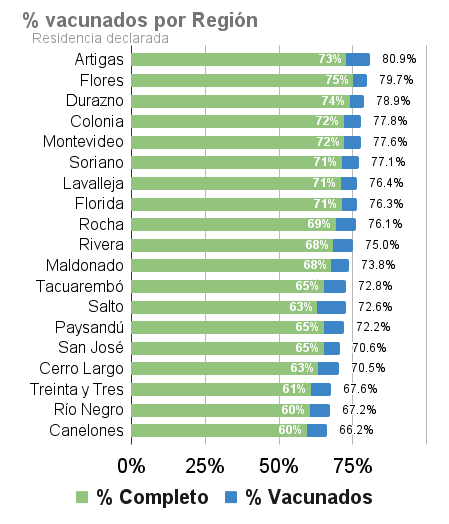 % vacunados por Región
Residencia declarada
Artigas 73% 80.9%
Flores 75% 79.7%
Durazno 74% 78.9%
Colonia 72% 77.8%
Montevideo 72% 77.6%
Soriano 71% 77.1%
Lavalleja 71% 76.4%
Florida 71% 76.3%
Rocha 69% 76.1%
Rivera 68% 75.0%
Maldonado 68% 73.8%
Tacuarembó 65% 72.8%
Salto 63% 72.6%
Paysandú 65% 72.2%
San José 65% 70.6%
Cerro Largo 63% 70.5%
Treinta y Tres 61% 67.6%
Río Negro 60% 67.2%
Canelones 60% 66.2%
0% 25% 50% 75%
% Completo % Vacunados